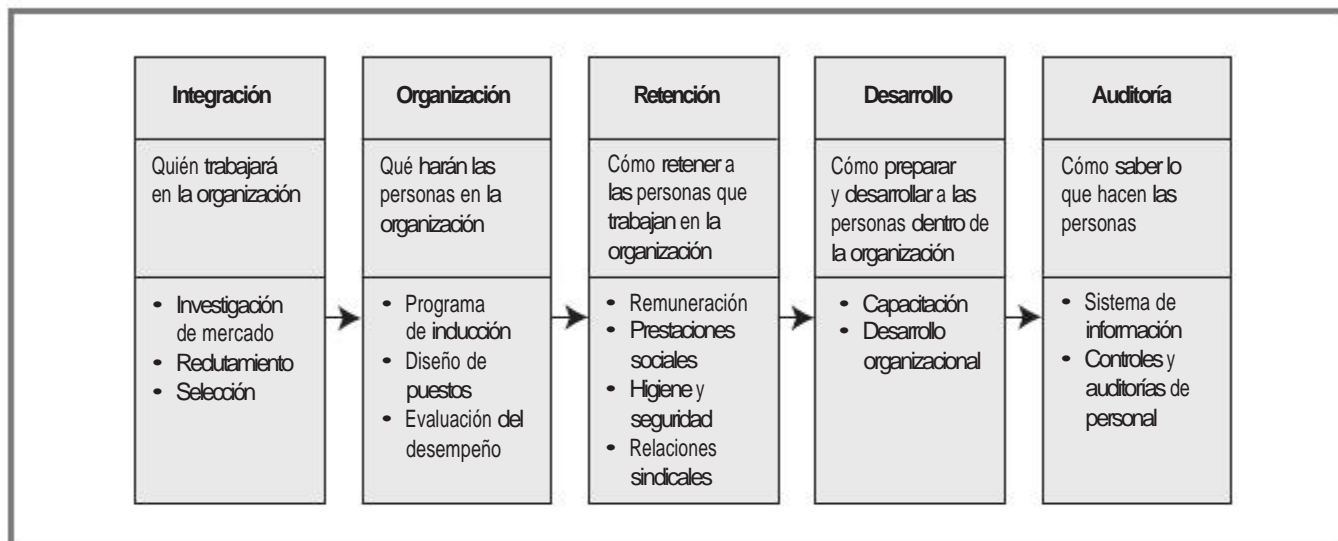 Integración
Quién trabajará
en la organización
• Investigación
de mercado
• Reclutamiento
• Selección
Organización
Qué harán las
personas en la
organización
• Programa
de inducción
• Diseño de
puestos
• Evaluación del
desempeño
Retención
Cómo retener a
las personas que
trabajan en la
organización
• Remuneración
• Prestaciones
sociales
• Higiene y
seguridad
• Relaciones
sindicales
Desarrollo
Cómo preparar
y desarrollar a las
personas dentro de
la organización
• Capacitación
• Desarrollo
organizacional
Auditoría
Cómo saber lo
que hacen las
personas
• Sistema de
información
• Controles y
auditorías de
personal